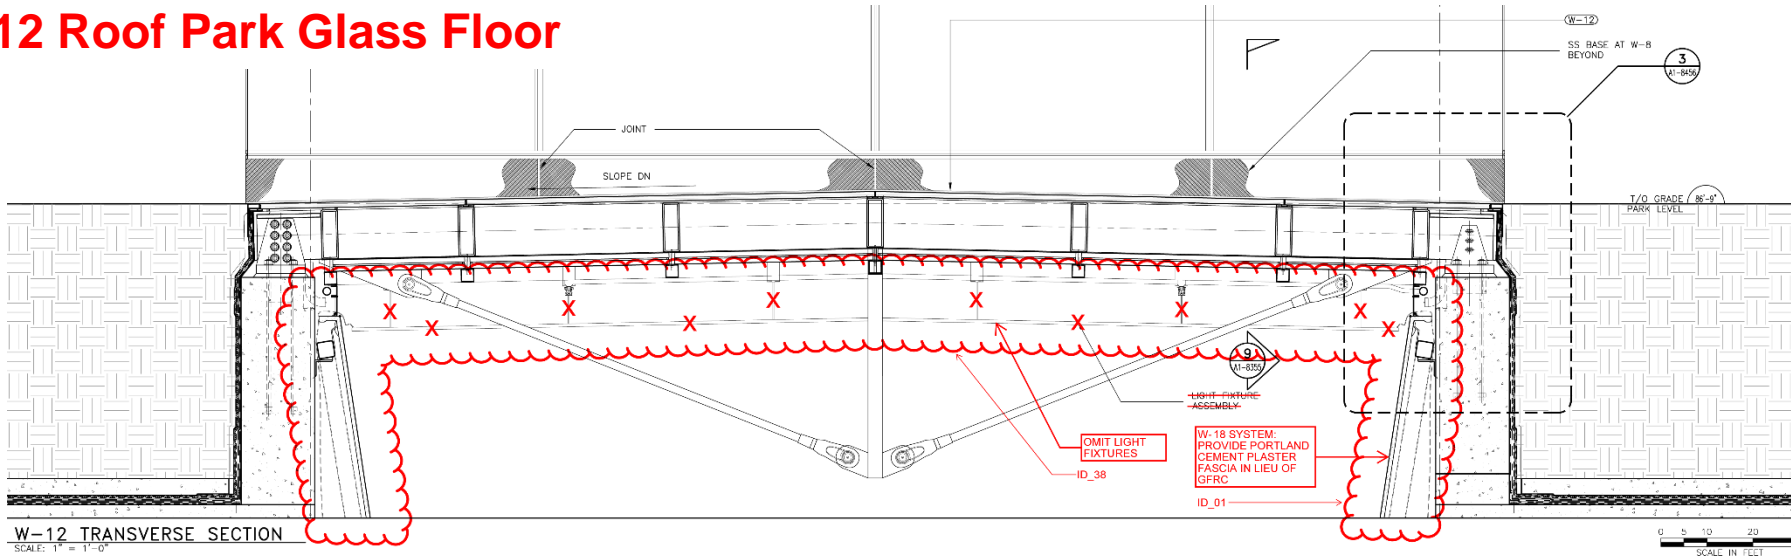 12 Roof Park Glass Floor
W-12
SS BASE AT W-8
BEYOND
3
A1-8456
JOINT
SLOPE DN
T/O GRADE
PARK LEVEL
86'-9"
X X X X X X X X X X
9
A1-8355
LIGHT FIXTURE
ASSEMBLY
OMIT LIGHT
FIXTURES
ID_38
W-18 SYSTEM:
PROVIDE PORTLAND
CEMENT PLASTER
FASCIA IN LIEU OF
GFRC
ID_01
W-12 TRANSVERSE SECTION
SCALE: 1" = 1'-0"
0 5 10 20
SCALE IN FEET